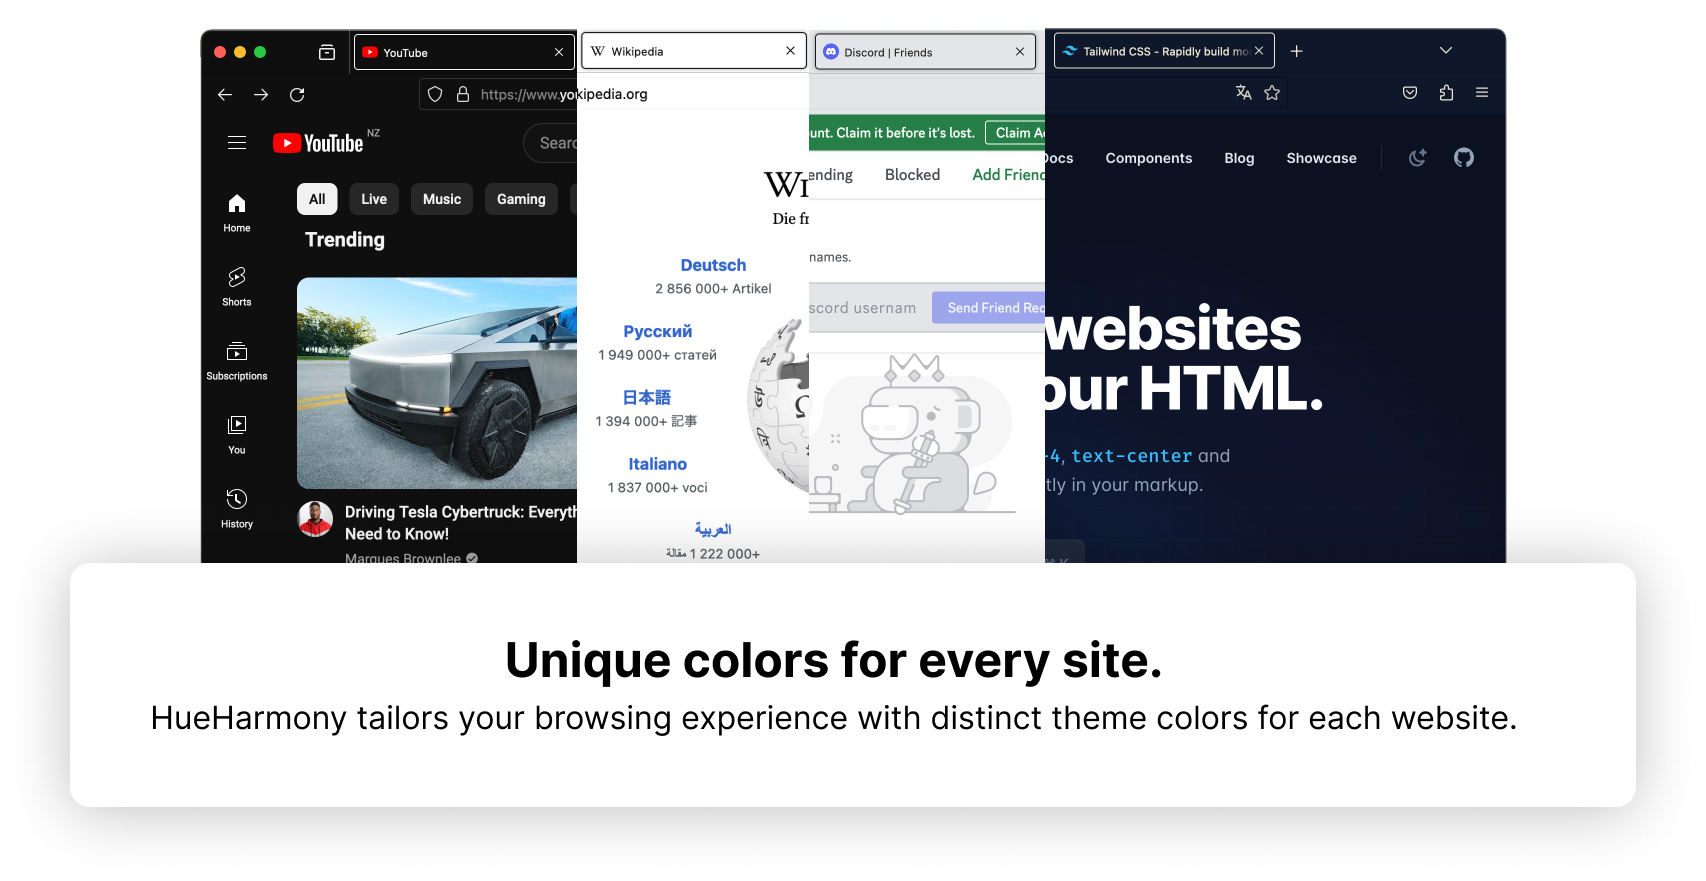 YouTube
Wikipedia
Discord | Friends
Tailwind CSS - Rapidly build mo
https://www.yo
kipedia.org
YouTube NZ
Sear
All
Live
Music
Gaming
Trending
Home
Shorts
Subscriptions
You
History
Driving Tesla Cybertruck: Everyth
Need to Know!
Marques Brownlee
Die fr
Deutsch
2 856 000+ Artikel
Русский
1 949 000+ статей
日本語
1 394 000+ 記事
Italiano
1 837 000+ voci
العربية
1 222 000+ مقالة
unt. Claim it before it's lost.
Claim Ac
ending
Blocked
Add Friend
names.
scord usernam
Send Friend Req
Docs
Components
Blog
Showcase
websites
our HTML.
-4, text-center and
tly in your markup.
Unique colors for every site.
HueHarmony tailors your browsing experience with distinct theme colors for each website.